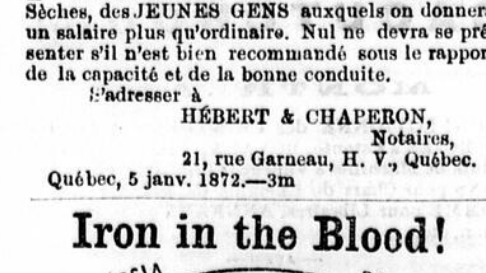 Sèches, des JEUNES GENS auxquels on donner
un salaire plus qu'ordinaire. Nul ne devra se pré
senter s'il n'est bien recommandé sous le rappor
de la capacité et de la bonne conduite.
S'adresser à
HÉBERT & CHAPERON,
Notaires,
21, rue Garneau, H. V., Québec.
Québec, 5 janv. 1872.—3m
Iron in the Blood!